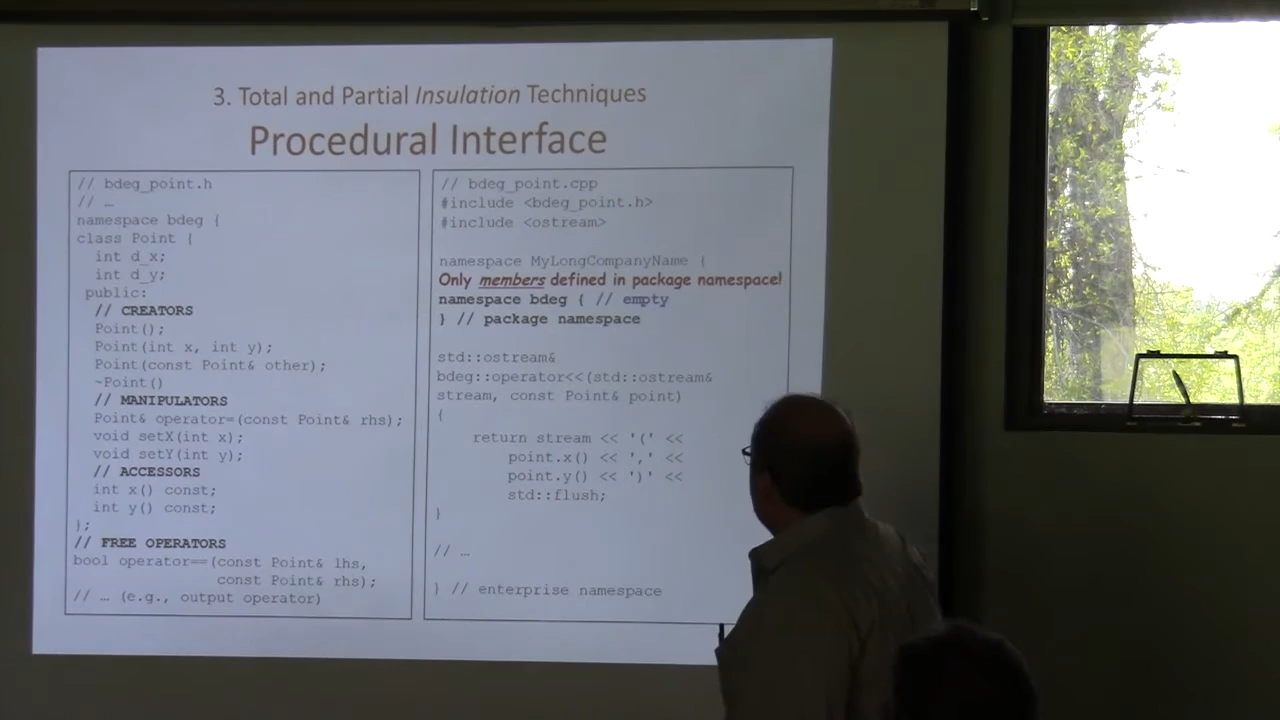 3. Total and Partial Insulation Techniques
Procedural Interface
// bdeg_point.h
// …
namespace bdeg {
class Point {
int d_x;
int d_y;
public:
// CREATORS
Point();
Point(int x, int y);
Point(const Point& other);
~Point()
// MANIPULATORS
Point& operator=(const Point& rhs);
void setX(int x);
void setY(int y);
// ACCESSORS
int x() const;
int y() const;
};
// FREE OPERATORS
bool operator==(const Point& lhs,
const Point& rhs);
// … (e.g., output operator)
// bdeg_point.cpp
#include <bdeg_point.h>
#include <ostream>
namespace MyLongCompanyName {
Only members defined in package namespace!
namespace bdeg { // empty
} // package namespace
std::ostream&
bdeg::operator<<(std::ostream&
stream, const Point& point)
{
return stream << '(' <<
point.x() << ',' <<
point.y() << ')' <<
std::flush;
}
// …
} // enterprise namespace